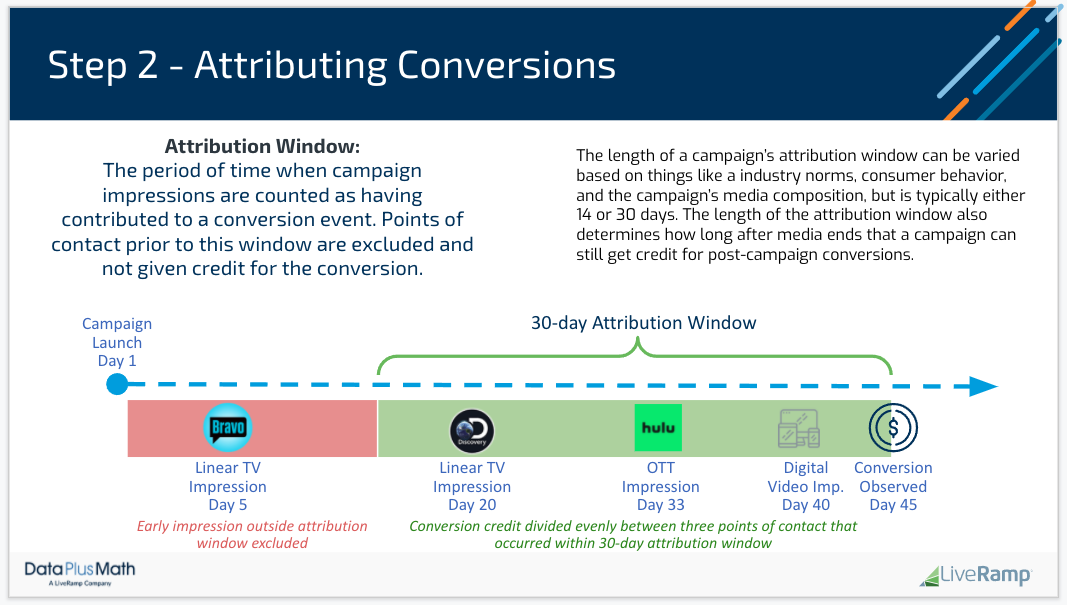 Step 2 - Attributing Conversions
Attribution Window:
The period of time when campaign
impressions are counted as having
contributed to a conversion event. Points of
contact prior to this window are excluded and
not given credit for the conversion.
The length of a campaign's attribution window can be varied
based on things like a industry norms, consumer behavior,
and the campaign's media composition, but is typically either
14 or 30 days. The length of the attribution window also
determines how long after media ends that a campaign can
still get credit for post-campaign conversions.
Campaign
Launch
Day 1
30-day Attribution Window
Bravo
Discovery
hulu
$
Linear TV
Impression
Day 5
Linear TV
Impression
Day 20
OTT
Impression
Day 33
Digital
Video Imp.
Day 40
Conversion
Observed
Day 45
Early impression outside attribution
window excluded
Conversion credit divided evenly between three points of contact that
occurred within 30-day attribution window
Data Plus Math
A LiveRamp Company
LiveRamp